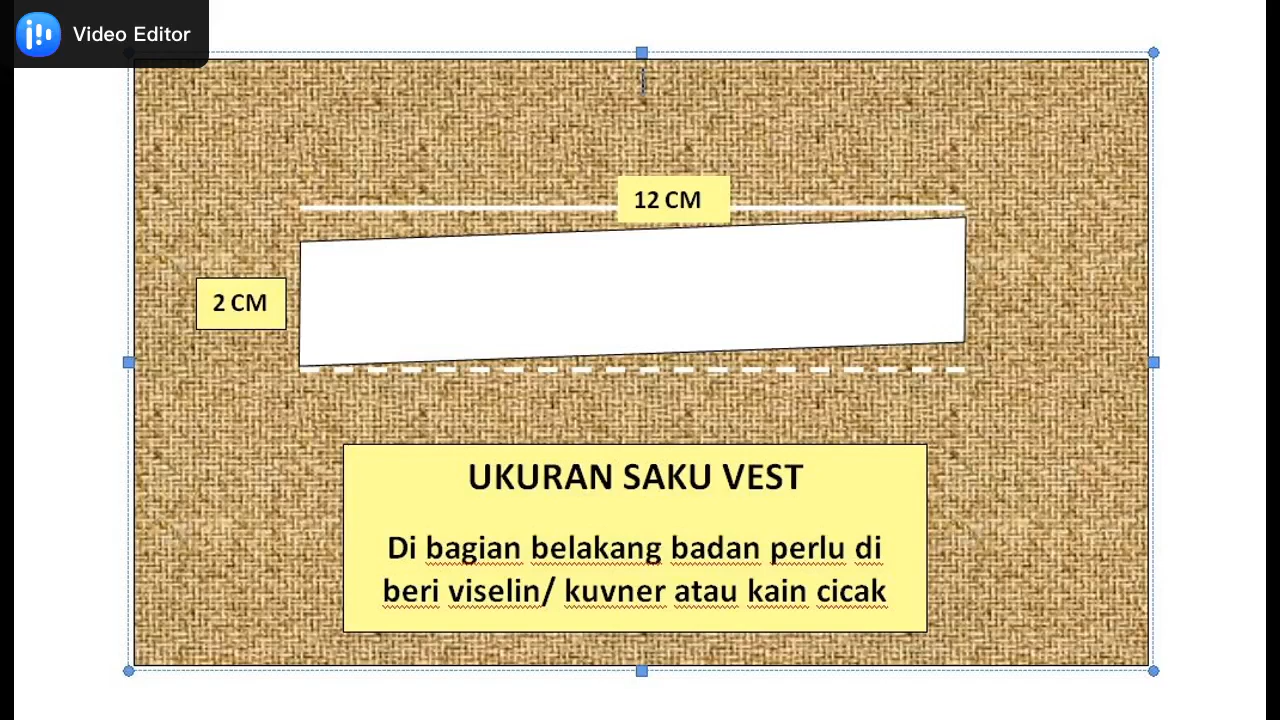 Video Editor
12 CM
2 CM
UKURAN SAKU VEST
Di bagian belakang badan perlu di
beri viselin/ kuvner atau kain cicak